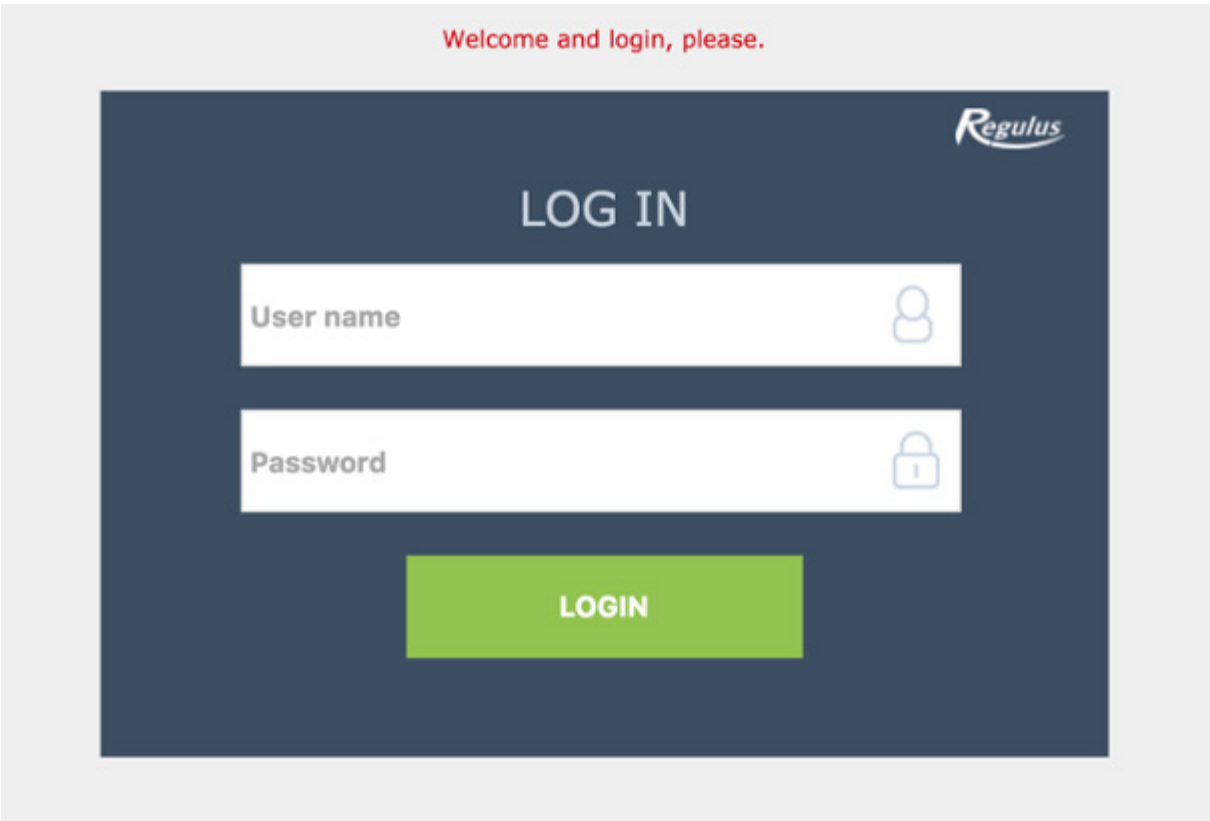 Welcome and login, please.
Regulus
LOG IN
User name
Password
LOGIN